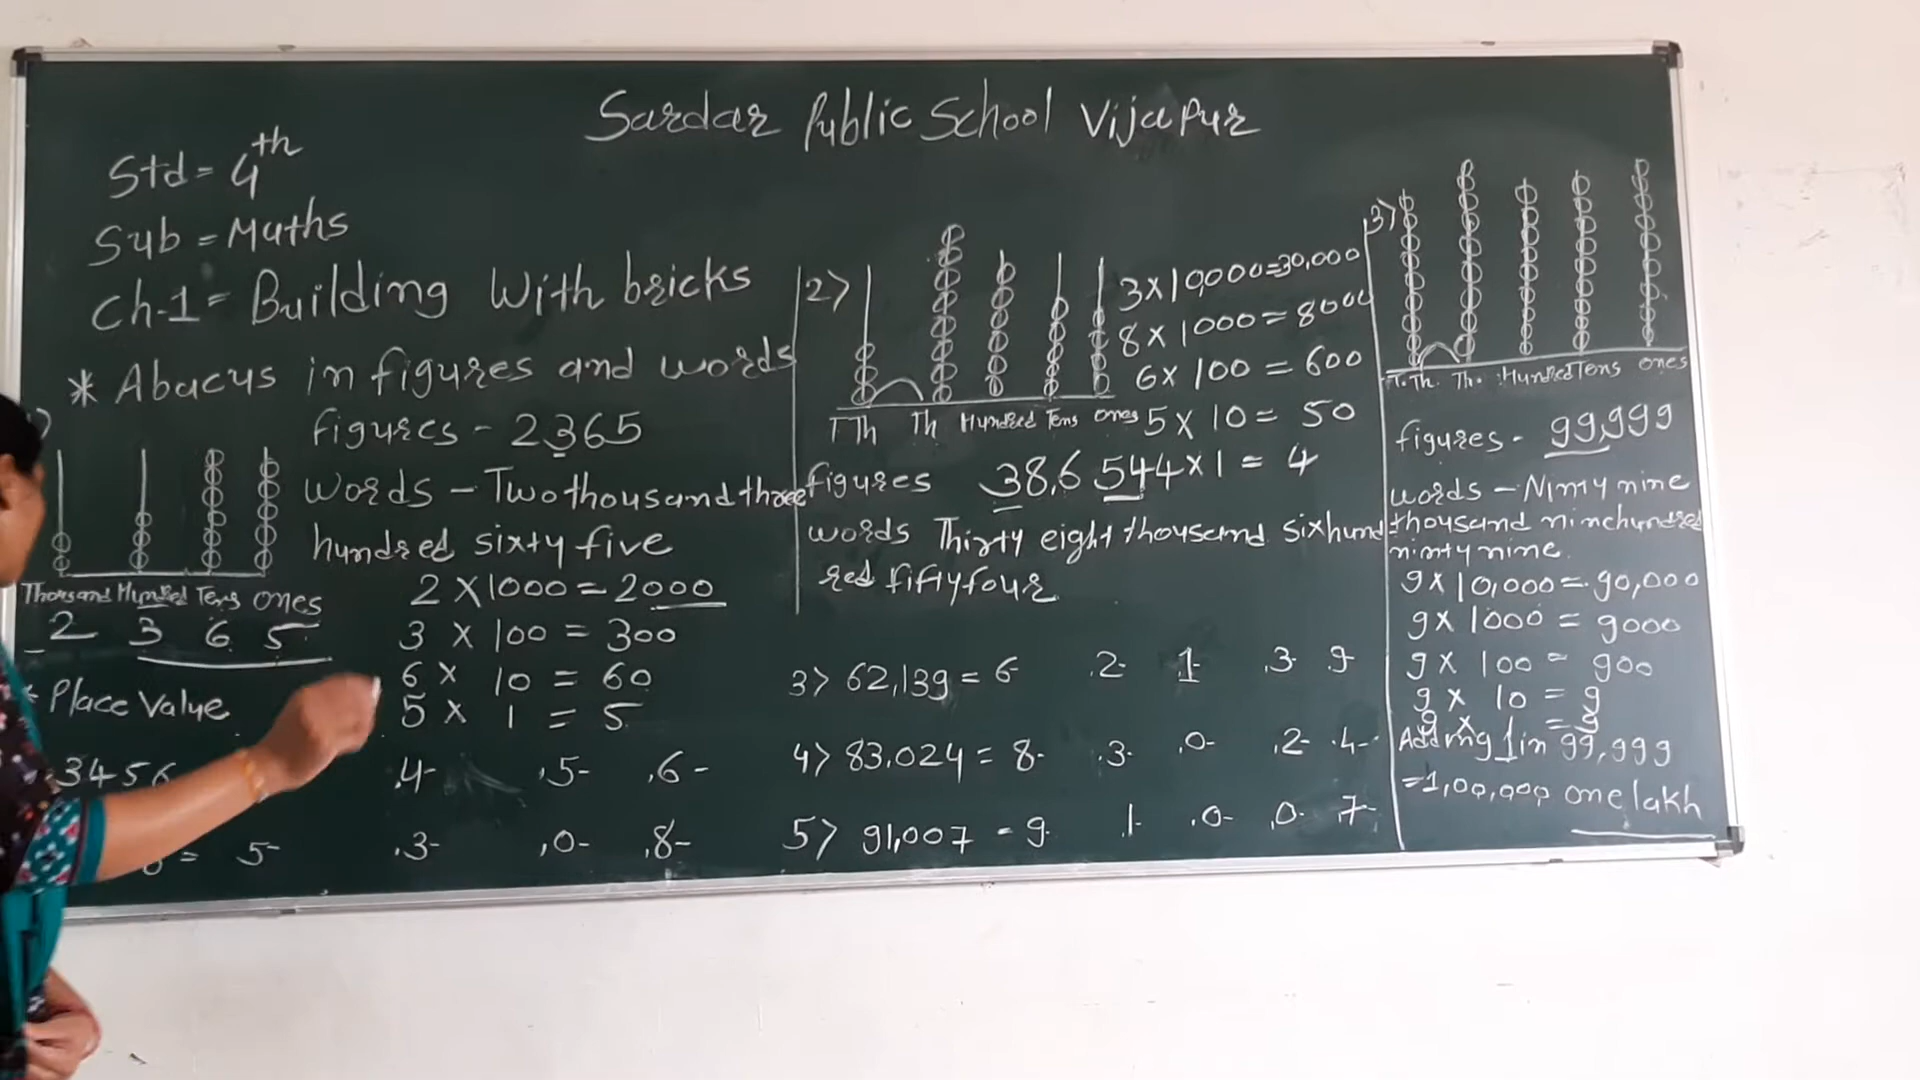 Sardar Public School Vijapur
Std = 4th
Sub = Maths
Ch-1 = Building With bricks
* Abacus in figures and words
figures - 2365
words - Two thousand three
hundred sixty five
Thousand Hundred Tens ones
2 3 6 5
2 X 1000 = 2000
3 X 100 = 300
6 X 10 = 60
5 X 1 = 5
* Place Value
3456 4- ,5- ,6-
8 = 5- ,3- ,0- ,8-
2>
3 X 10,000 = 30,000
8 X 1000 = 8000
6 X 100 = 600
5 X 10 = 50
TTh Th Hundred Tens ones
figures 38,654
4 X 1 = 4
words Thirty eight thousand six hund
red fifty four
3> 62,139 = 6- ,2- 1- ,3- 9-
4> 83,024 = 8- ,3- ,0- ,2- ,4-
5> 91,007 - 9- ,1- ,0- ,0- ,7-
3>
T.Th. Th. Hundred Tens ones
figures - 99,999
words - Ninty nine
thousand nine hundred
ninty nine.
9 X 10,000 = 90,000
9 X 1000 = 9000
9 X 100 = 900
9 X 10 = 9
9 X 1 = 9
Adding 1 in 99,999
= 1,00,000 one lakh